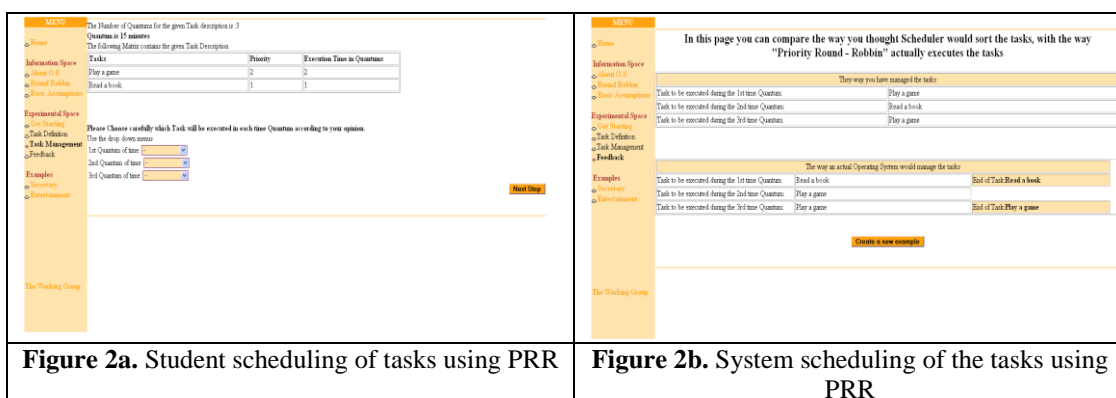 MENU
Home
Information Space
About O.S.
Round Robbin
Basic Assumptions
Experimental Space
Get Starting
Task Definition
Task Management
Feedback
Examples
Secretary
Entertainment
The Working Group
The Number of Quantums for the given Task description is :3
Quantum is 15 minutes
The following Matrix contains the given Task Description
Tasks Priority Execution Time in Quantums
Play a game 2 2
Read a book 1 1
Please Choose carefully which Task will be executed in each time Quantum according to your opinion.
Use the drop down menus
1st Quantum of time: -
2nd Quantum of time: -
3rd Quantum of time: -
Next Step
Figure 2a. Student scheduling of tasks using PRR
MENU
Home
Information Space
About O.S.
Round Robbin
Basic Assumptions
Experimental Space
Get Starting
Task Definition
Task Management
Feedback
Examples
Secretary
Entertainment
The Working Group
In this page you can compare the way you thought Scheduler would sort the tasks, with the way
"Priority Round - Robbin" actually executes the tasks
They way you have managed the tasks
Task to be executed during the 1st time Quantum: Play a game
Task to be executed during the 2nd time Quantum: Read a book
Task to be executed during the 3rd time Quantum: Play a game
The way an actual Operating System would manage the tasks
Task to be executed during the 1st time Quantum: Read a book End of Task:Read a book
Task to be executed during the 2nd time Quantum: Play a game
Task to be executed during the 3rd time Quantum: Play a game End of Task:Play a game
Create a new example
Figure 2b. System scheduling of the tasks using
PRR